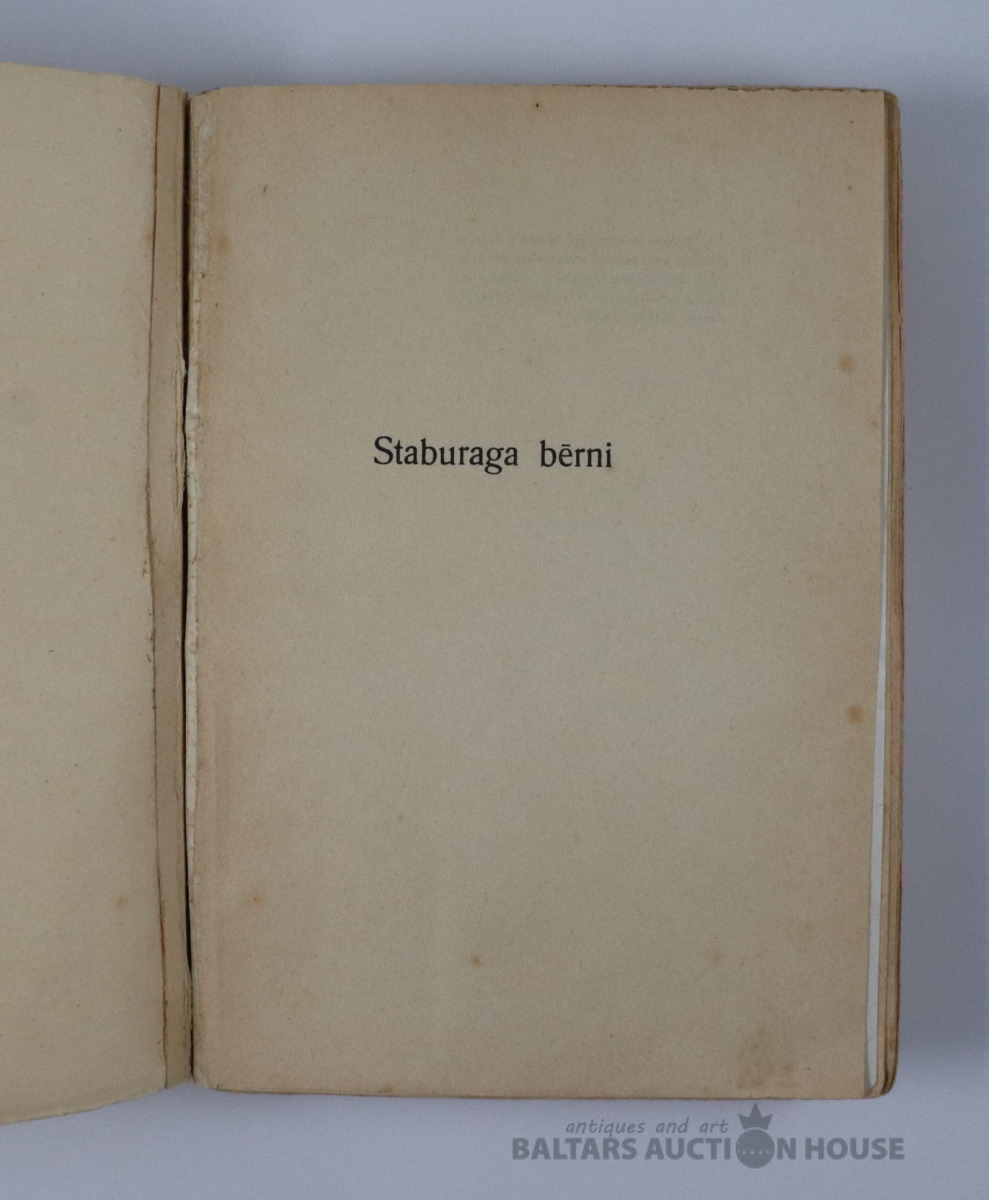 Staburaga bērni
antiques and art
BALTARS AUCTION HOUSE